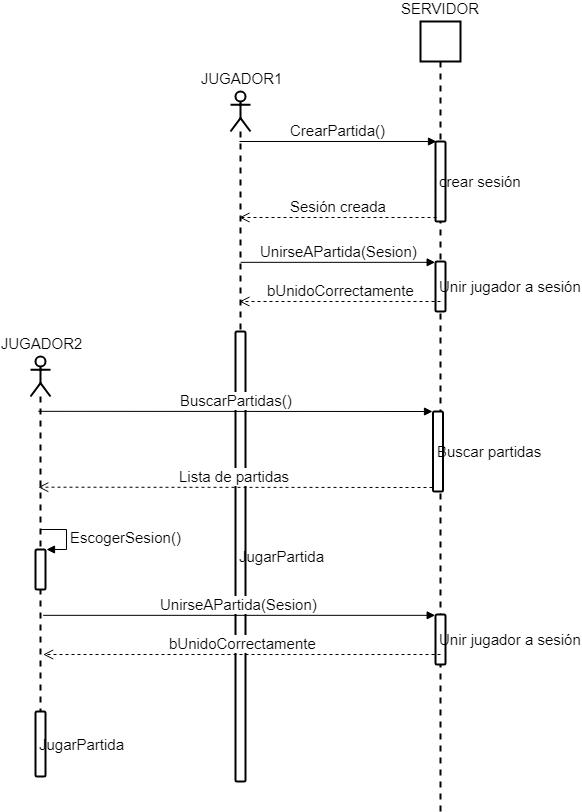 SERVIDOR
JUGADOR1
CrearPartida()
crear sesión
Sesión creada
UnirseAPartida(Sesion)
Unir jugador a sesión
bUnidoCorrectamente
JUGADOR2
BuscarPartidas()
Buscar partidas
Lista de partidas
EscogerSesion()
JugarPartida
UnirseAPartida(Sesion)
Unir jugador a sesión
bUnidoCorrectamente
JugarPartida